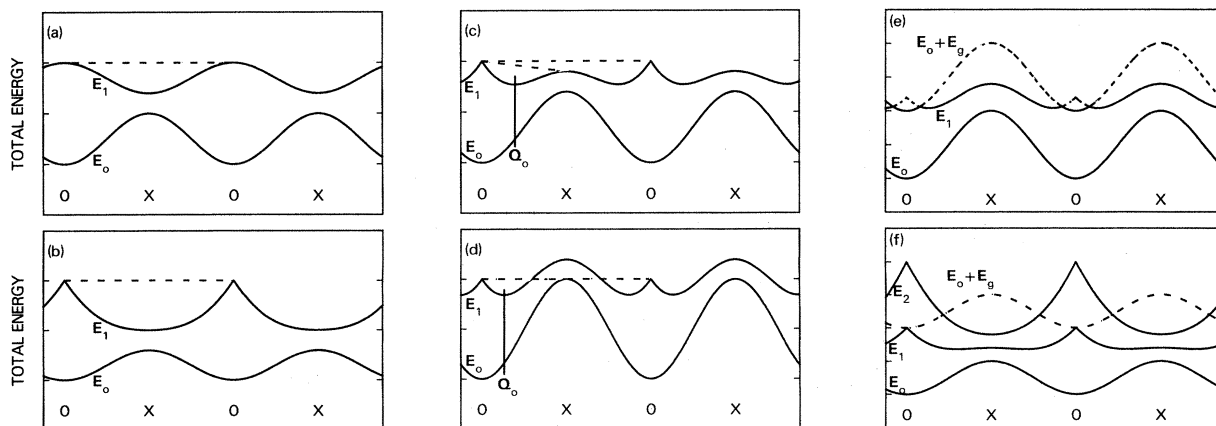 (a)
E1
Eo
O X O X
TOTAL ENERGY
(b)
E1
Eo
O X O X
TOTAL ENERGY
(c)
E1
Eo
Qo
O X O X
(d)
E1
Eo
Qo
O X O X
(e)
Eo+Eg
E1
Eo
O X O X
(f)
Eo+Eg
E2
E1
Eo
O X O X